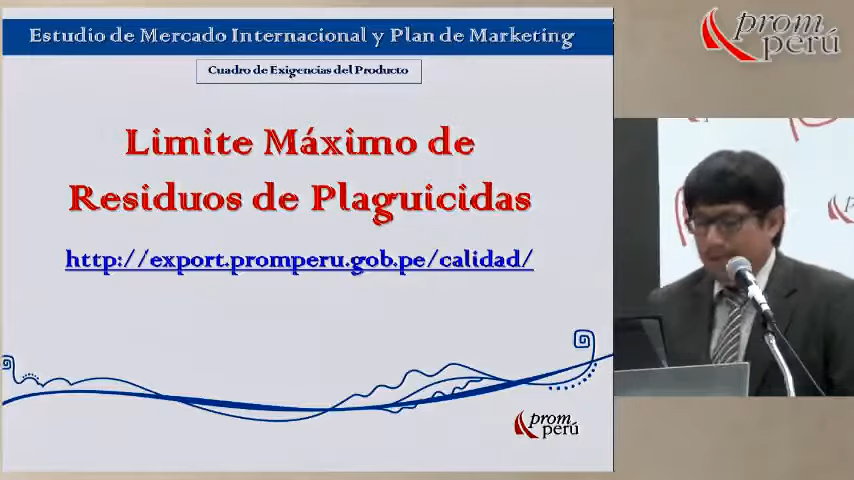 Estudio de Mercado Internacional y Plan de Marketing
Cuadro de Exigencias del Producto
Limite Máximo de
Residuos de Plaguicidas
http://export.promperu.gob.pe/calidad/
prom
perú
prom
perú